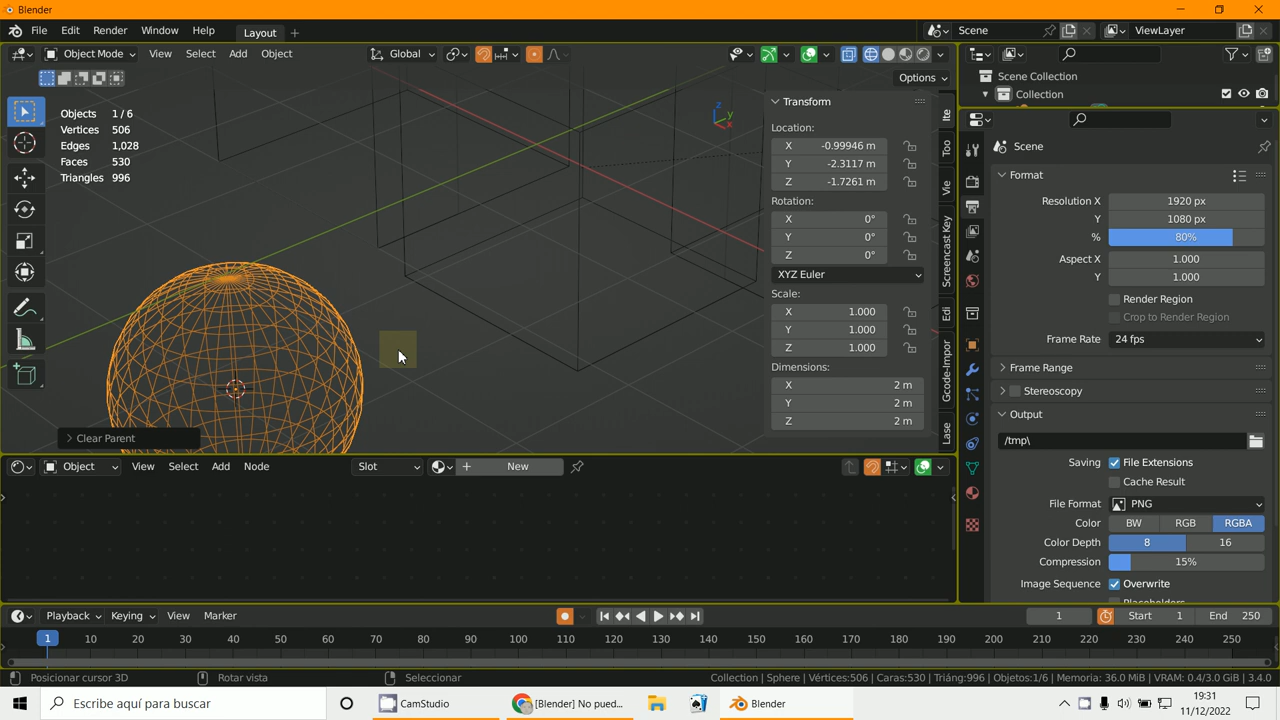 Blender
File Edit Render Window Help Layout + Scene ViewLayer
Object Mode View Select Add Object Global
Options
Objects 1 / 6
Vertices 506
Edges 1,028
Faces 530
Triangles 996
Clear Parent
Z
Y
X
Transform
Location:
X -0.99946 m
Y -2.3117 m
Z -1.7261 m
Rotation:
X 0°
Y 0°
Z 0°
XYZ Euler
Scale:
X 1.000
Y 1.000
Z 1.000
Dimensions:
X 2 m
Y 2 m
Z 2 m
Ite
Too
Vie
Screencast Key
Edi
Gcode-Impor
Lase
Scene Collection
Collection
Scene
Format
Resolution X 1920 px
Y 1080 px
% 80%
Aspect X 1.000
Y 1.000
Render Region
Crop to Render Region
Frame Rate 24 fps
Frame Range
Stereoscopy
Output
/tmp\
Saving File Extensions
Cache Result
File Format PNG
Color BW RGB RGBA
Color Depth 8 16
Compression 15%
Image Sequence Overwrite
Placeholders
Object View Select Add Node Slot + New
Playback Keying View Marker 1 Start 1 End 250
1 10 20 30 40 50 60 70 80 90 100 110 120 130 140 150 160 170 180 190 200 210 220 230 240 250
Posicionar cursor 3D Rotar vista Seleccionar Collection | Sphere | Vértices:506 | Caras:530 | Triáng:996 | Objetos:1/6 | Memoria: 36.0 MiB | VRAM: 0.4/3.0 GiB | 3.4.0
Escribe aquí para buscar CamStudio [Blender] No pued... Blender 19:31
11/12/2022